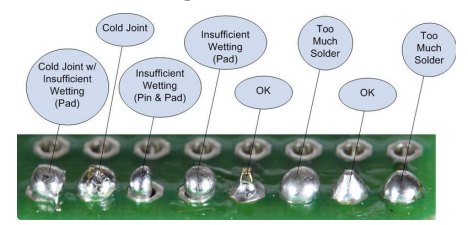 Cold Joint w/
Insufficient
Wetting
(Pad)
Cold Joint
Insufficient
Wetting
(Pin & Pad)
Insufficient
Wetting
(Pad)
OK
Too
Much
Solder
OK
Too
Much
Solder